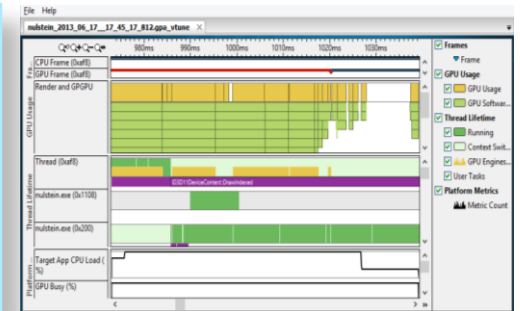 File Help
nulstein_2013_06_17__17_45_17_812.gpa_vtune
980ms 990ms 1000ms 1010ms 1020ms 1030ms
CPU Frame (0xaf8)
GPU Frame (0xaf8)
Render and GPGPU
GPU Usage
Thread (0xaf8)
ID3D11DeviceContext:DrawIndexed
nulstein.exe (0x1108)
nulstein.exe (0x200)
Thread Lifetime
Target App CPU Load (
%)
GPU Busy (%)
Platform ...
Frames
Frame
GPU Usage
GPU Usage
GPU Softwar...
Thread Lifetime
Running
Context Swit...
GPU Engines...
User Tasks
Platform Metrics
Metric Count